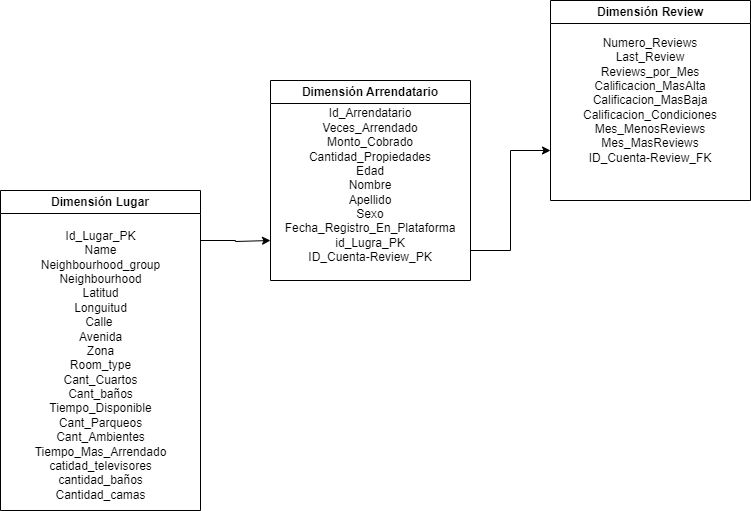 Dimensión Review
Numero_Reviews
Last_Review
Reviews_por_Mes
Calificacion_MasAlta
Calificacion_MasBaja
Calificacion_Condiciones
Mes_MenosReviews
Mes_MasReviews
ID_Cuenta-Review_FK
Dimensión Arrendatario
Id_Arrendatario
Veces_Arrendado
Monto_Cobrado
Cantidad_Propiedades
Edad
Nombre
Apellido
Sexo
Fecha_Registro_En_Plataforma
id_Lugra_PK
ID_Cuenta-Review_PK
Dimensión Lugar
Id_Lugar_PK
Name
Neighbourhood_group
Neighbourhood
Latitud
Longuitud
Calle
Avenida
Zona
Room_type
Cant_Cuartos
Cant_baños
Tiempo_Disponible
Cant_Parqueos
Cant_Ambientes
Tiempo_Mas_Arrendado
catidad_televisores
cantidad_baños
Cantidad_camas